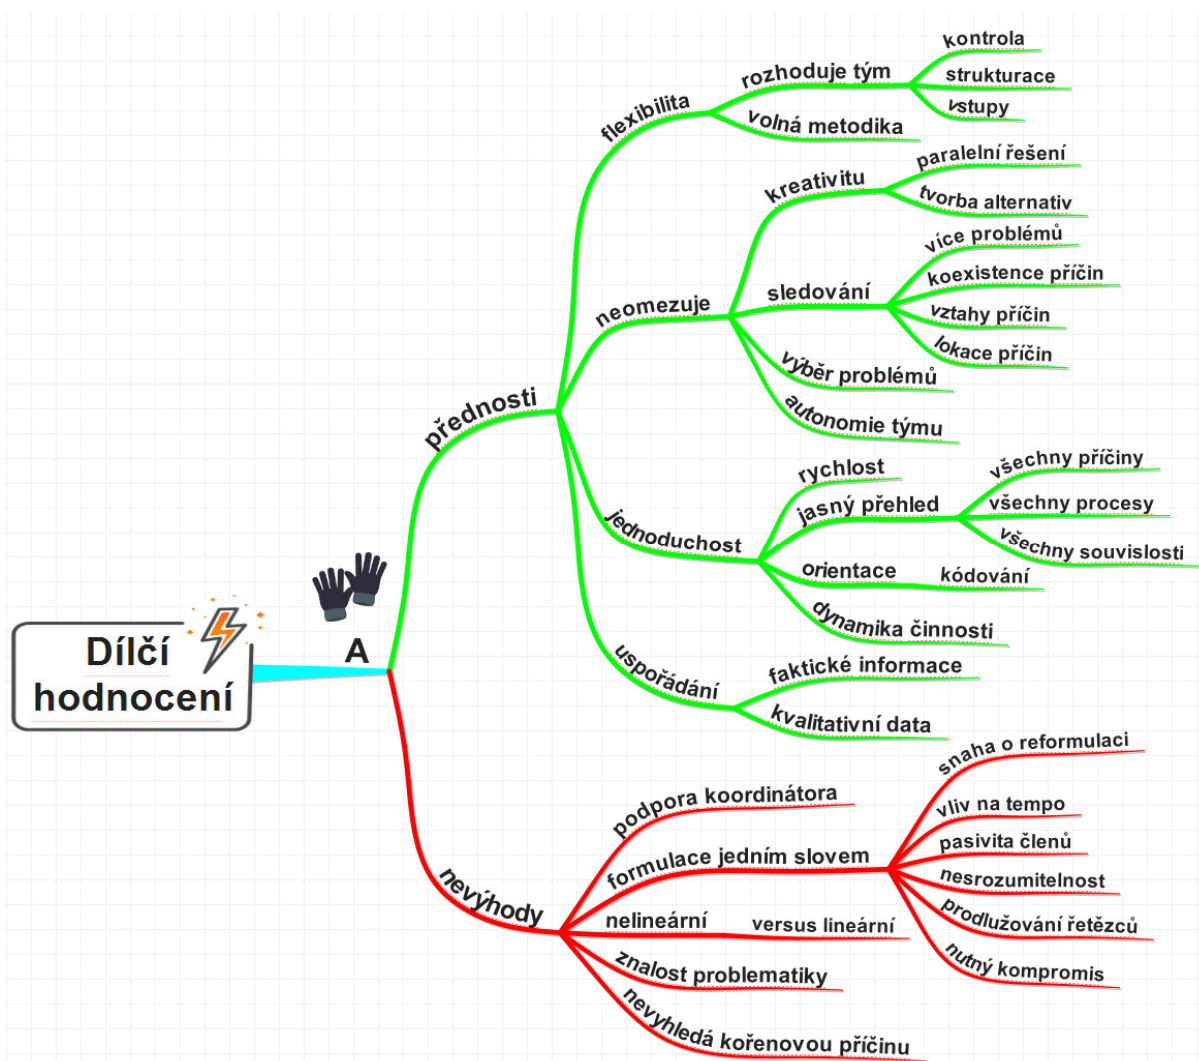 Dílčí
hodnocení
A
přednosti
flexibilita
rozhoduje tým
kontrola
strukturace
vstupy
volná metodika
neomezuje
kreativitu
paralelní řešení
tvorba alternativ
sledování
více problémů
koexistence příčin
vztahy příčin
lokace příčin
výběr problémů
autonomie týmu
jednoduchost
rychlost
jasný přehled
všechny příčiny
všechny procesy
všechny souvislosti
orientace
kódování
dynamika činnosti
uspořádání
faktické informace
kvalitativní data
nevýhody
podpora koordinátora
formulace jedním slovem
snaha o reformulaci
vliv na tempo
pasivita členů
nesrozumitelnost
prodlužování řetězců
nutný kompromis
nelineární
versus lineární
znalost problematiky
nevyhledá kořenovou příčinu